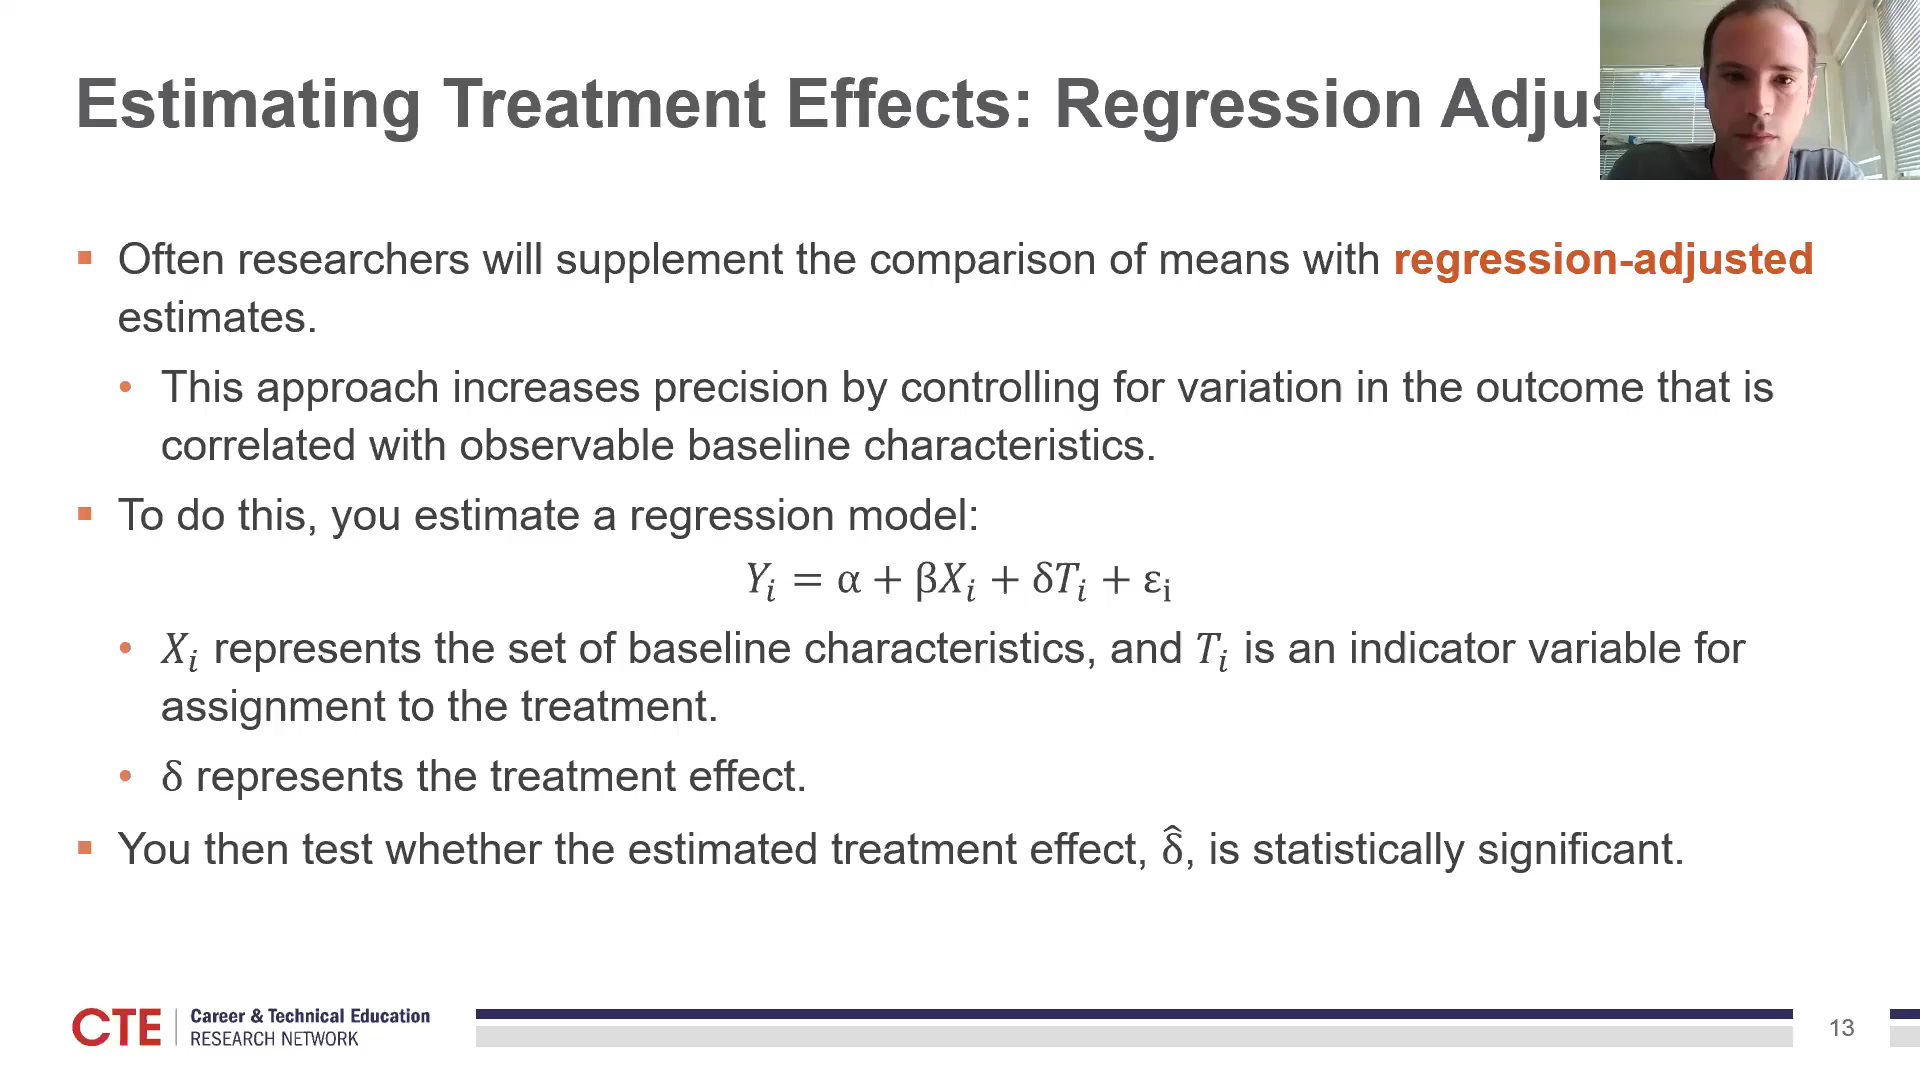 Estimating Treatment Effects: Regression
Often researchers will supplement the comparison of means with regression-adjusted
estimates.
• This approach increases precision by controlling for variation in the outcome that is
correlated with observable baseline characteristics.
To do this, you estimate a regression model:
Yᵢ = α + βXᵢ + δTᵢ + εᵢ
• Xᵢ represents the set of baseline characteristics, and Tᵢ is an indicator variable for
assignment to the treatment.
• δ represents the treatment effect.
You then test whether the estimated treatment effect, δ̂, is statistically significant.
CTE
Career & Technical Education
RESEARCH NETWORK
13